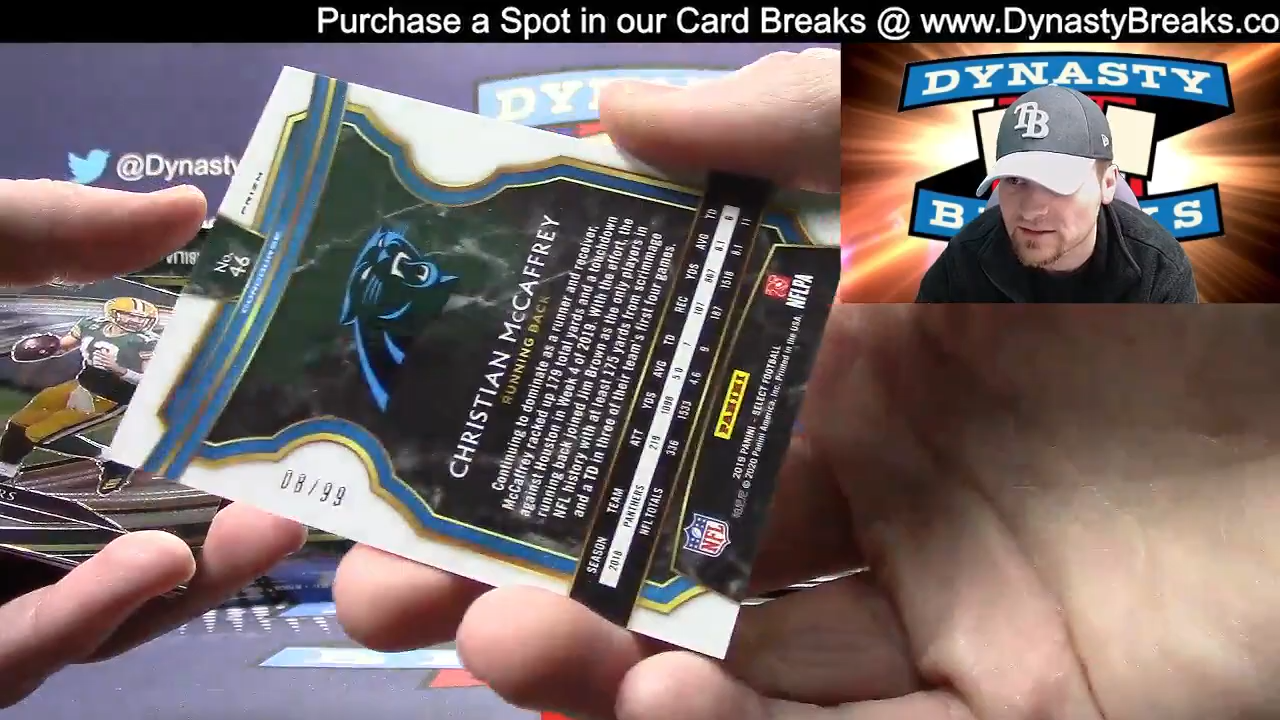 Purchase a Spot in our Card Breaks @ www.DynastyBreaks.co
@Dynasty
DYNASTY
TB
PRIZM
No.
46
CONCOURSE
08/99
CHRISTIAN McCAFFREY
RUNNING BACK
Continuing to dominate as a runner and receiver,
McCaffrey racked up 179 total yards and a touchdown
against Houston in Week 4 of 2019. With the effort, the
running back joined Jim Brown as the only players in
NFL history with at least 175 yards from scrimmage
and a TD in three of their team's first four games.
SEASON TEAM ATT YDS AVG TD REC YDS AVG TD
2018 PANTHERS 219 1098 5.0 7 107 867 8.1 6
NFL TOTALS 336 1533 4.6 9 187 1518 8.1 11
PANINI
2019 PANINI - SELECT FOOTBALL
© 2020 Panini America, Inc. Printed in the USA.
NFL
NFLPA